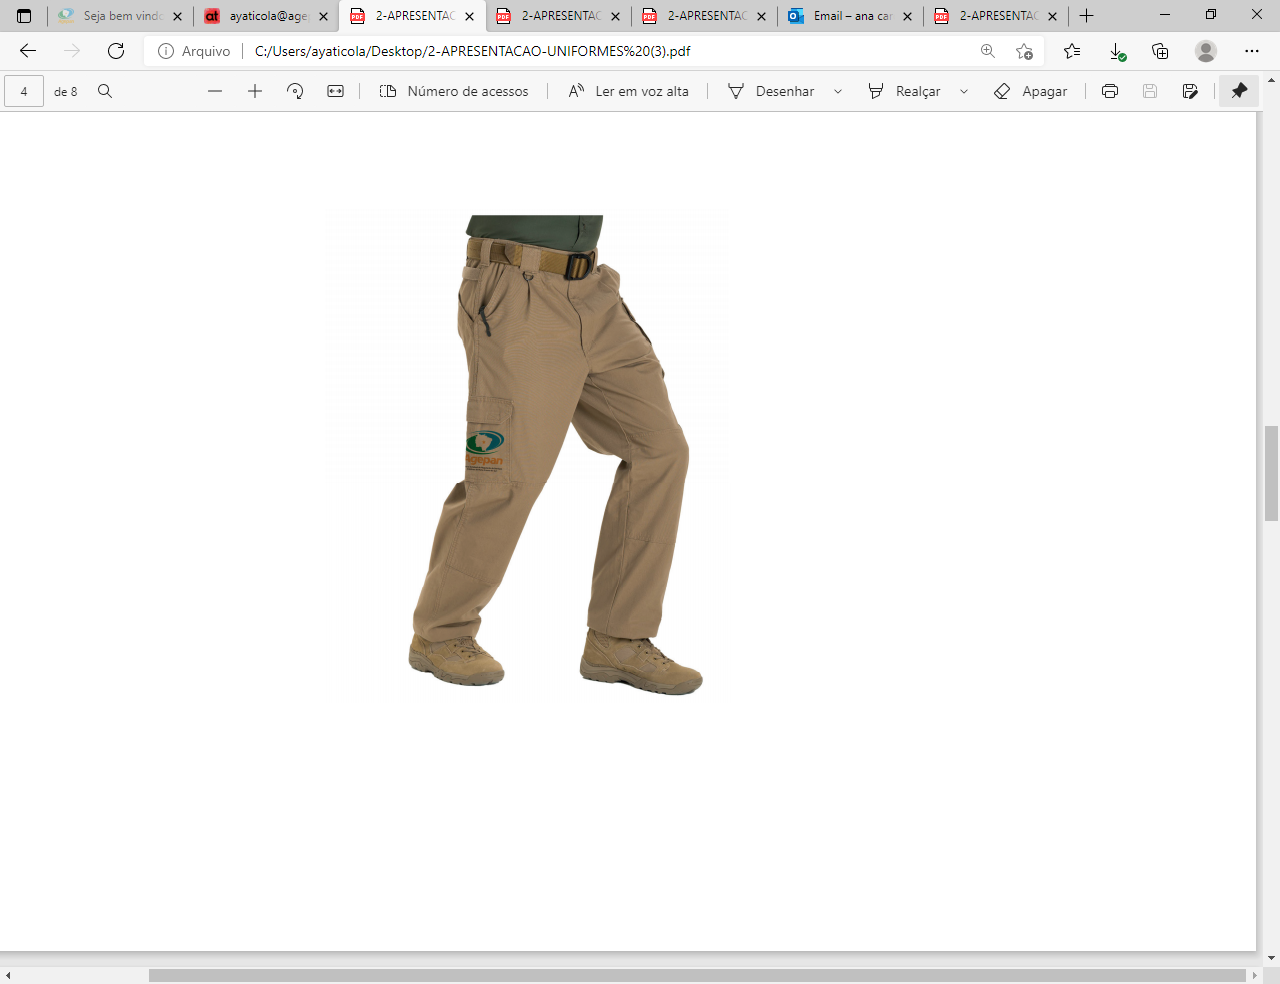 Seja bem vindo
ayaticola@age
2-APRESENTAC
2-APRESENTAC
2-APRESENTAC
Email – ana car
2-APRESENTAC
Arquivo
C:/Users/ayaticola/Desktop/2-APRESENTACAO-UNIFORMES%20(3).pdf
4
de 8
Número de acessos
Ler em voz alta
Desenhar
Realçar
Apagar
Agepan